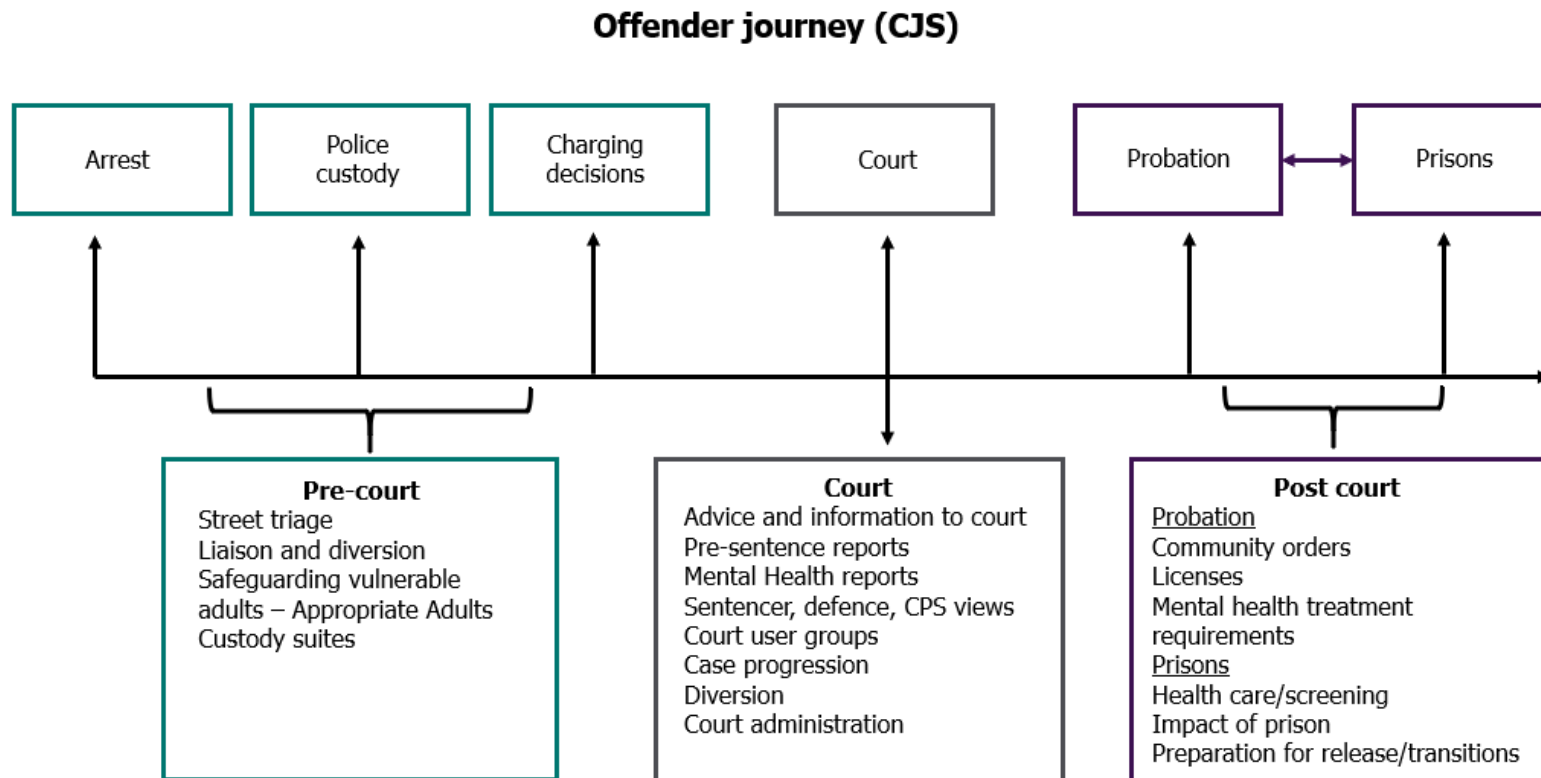 Offender journey (CJS)
Arrest
Police
custody
Charging
decisions
Court
Probation
Prisons
Pre-court
Street triage
Liaison and diversion
Safeguarding vulnerable
adults – Appropriate Adults
Custody suites
Court
Advice and information to court
Pre-sentence reports
Mental Health reports
Sentencer, defence, CPS views
Court user groups
Case progression
Diversion
Court administration
Post court
Probation
Community orders
Licenses
Mental health treatment
requirements
Prisons
Health care/screening
Impact of prison
Preparation for release/transitions